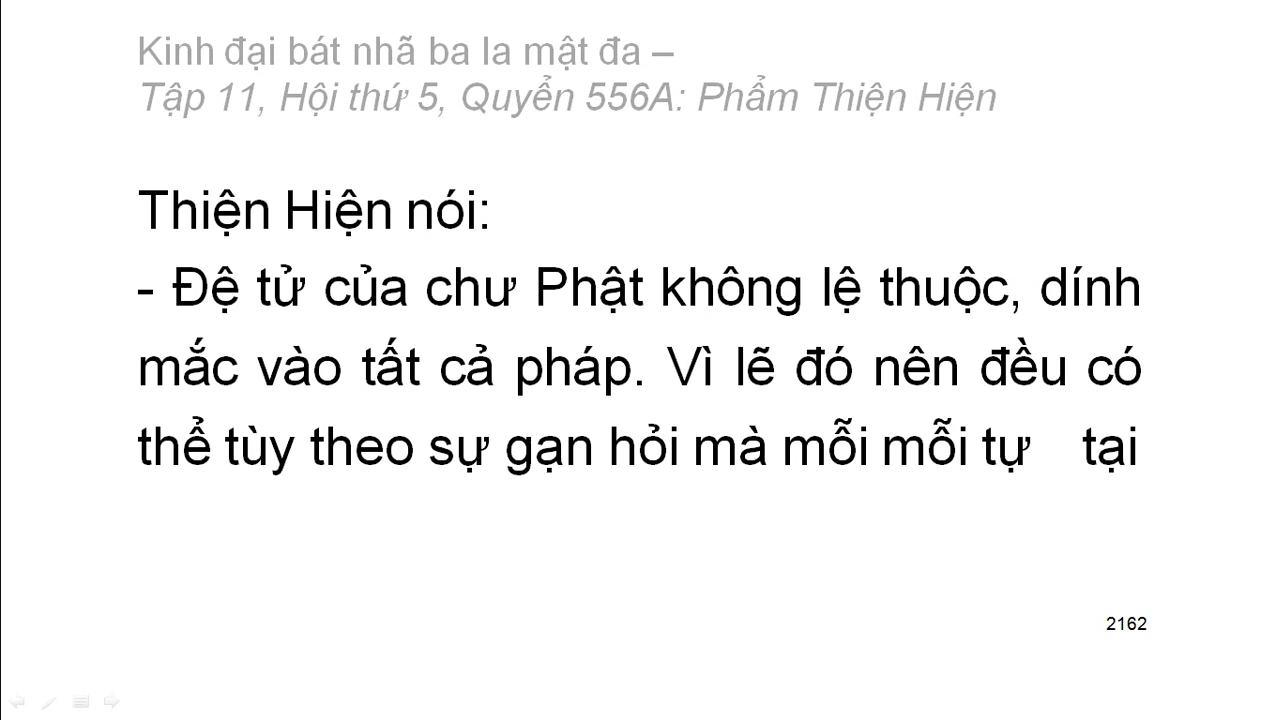 Kinh đại bát nhã ba la mật đa –
Tập 11, Hội thứ 5, Quyển 556A: Phẩm Thiện Hiện
Thiện Hiện nói:
- Đệ tử của chư Phật không lệ thuộc, dính
mắc vào tất cả pháp. Vì lẽ đó nên đều có
thể tùy theo sự gạn hỏi mà mỗi mỗi tự tại
2162